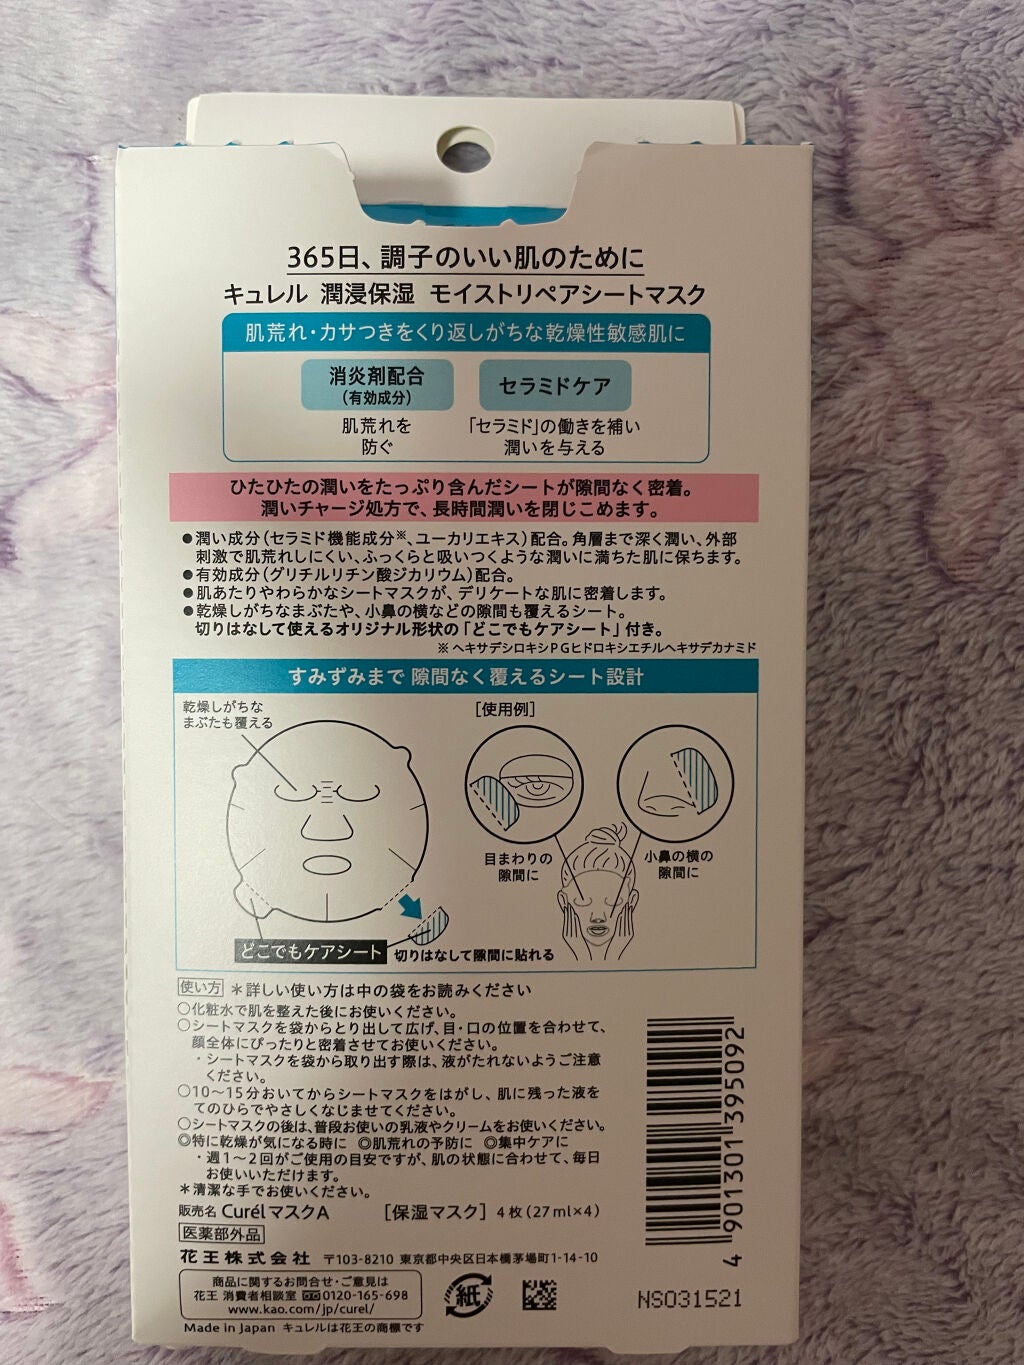 365日、調子のいい肌のために
キュレル 潤浸保湿 モイストリペアシートマスク
肌荒れ・カサつきをくり返しがちな乾燥性敏感肌に
消炎剤配合
(有効成分)
肌荒れを
防ぐ
セラミドケア
「セラミド」の働きを補い
潤いを与える
ひたひたの潤いをたっぷり含んだシートが隙間なく密着。
潤いチャージ処方で、長時間潤いを閉じこめます。
●潤い成分(セラミド機能成分※、ユーカリエキス)配合。角層まで深く潤い、外部
刺激で肌荒れしにくい、ふっくらと吸いつくような潤いに満ちた肌に保ちます。
●有効成分(グリチルリチン酸ジカリウム)配合。
●肌あたりやわらかなシートマスクが、デリケートな肌に密着します。
●乾燥しがちなまぶたや、小鼻の横などの隙間も覆えるシート。
切りはなして使えるオリジナル形状の「どこでもケアシート」付き。
※ヘキサデシロキシPGヒドロキシエチルヘキサデカナミド
すみずみまで 隙間なく覆えるシート設計
乾燥しがちな
まぶたも覆える
[使用例]
目まわりの
隙間に
小鼻の横の
隙間に
どこでもケアシート 切りはなして隙間に貼れる
使い方 *詳しい使い方は中の袋をお読みください
○化粧水で肌を整えた後にお使いください。
○シートマスクを袋からとり出して広げ、目・口の位置を合わせて、
顔全体にぴったりと密着させてお使いください。
・シートマスクを袋から取り出す際は、液がたれないようご注意
ください。
○10〜15分おいてからシートマスクをはがし、肌に残った液を
てのひらでやさしくなじませてください。
○シートマスクの後は、普段お使いの乳液やクリームをお使いください。
◎特に乾燥が気になる時に ◎肌荒れの予防に ◎集中ケアに
・週1〜2回がご使用の目安ですが、肌の状態に合わせて、毎日
お使いいただけます。
*清潔な手でお使いください。
販売名 CurélマスクA [保湿マスク] 4枚(27ml×4)
医薬部外品
花王株式会社 〒103-8210 東京都中央区日本橋茅場町1-14-10
商品に関するお問合せ・ご意見は
花王 消費者相談室 0120-165-698
www.kao.com/jp/curel/
Made in Japan キュレルは花王の商標です
紙
4 901301 395092
NS031521